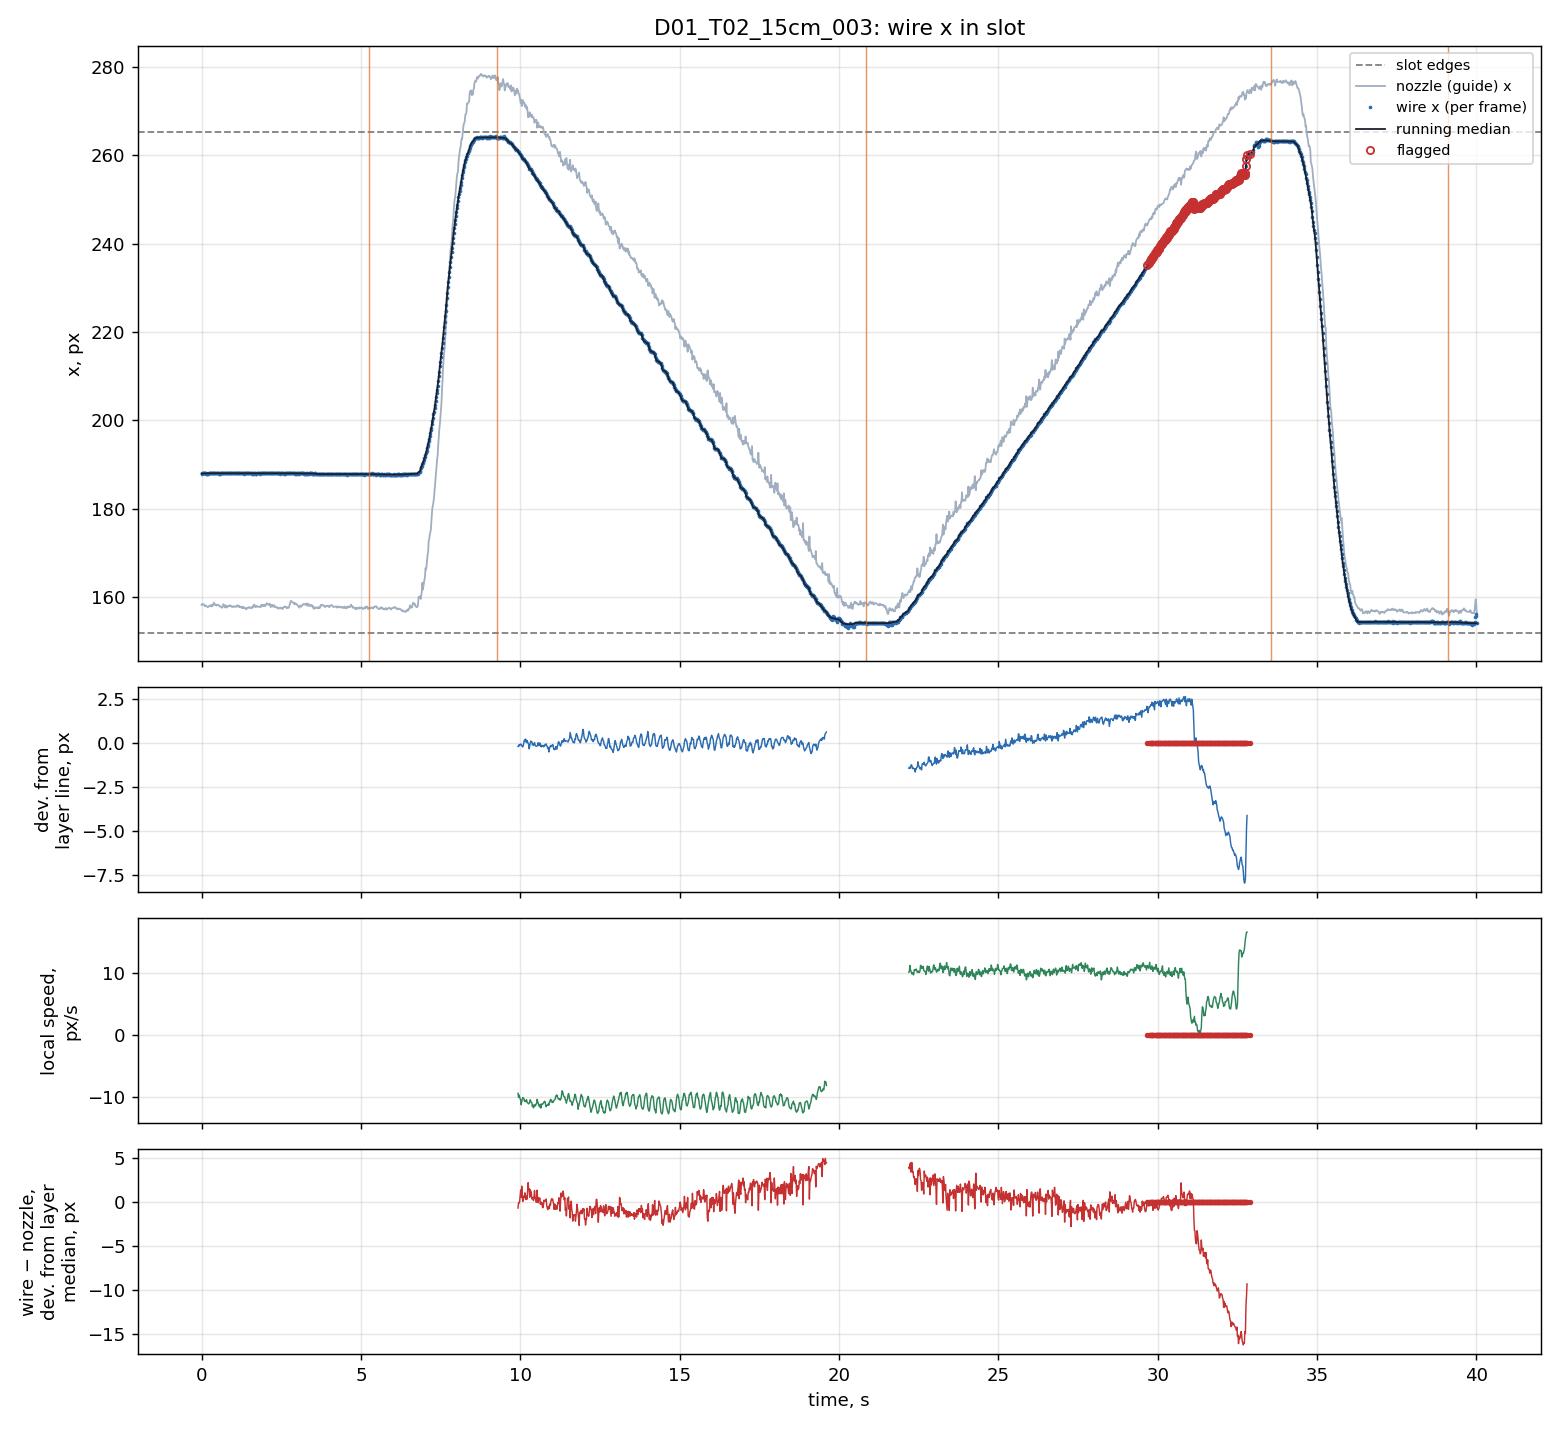 D01_T02_15cm_003: wire x in slot
280
260
240
220
200
180
160
x, px
slot edges
nozzle (guide) x
wire x (per frame)
running median
flagged
2.5
0.0
−2.5
−5.0
−7.5
dev. from
layer line, px
10
0
−10
local speed,
px/s
5
0
−5
−10
−15
wire − nozzle,
dev. from layer
median, px
0
5
10
15
20
25
30
35
40
time, s